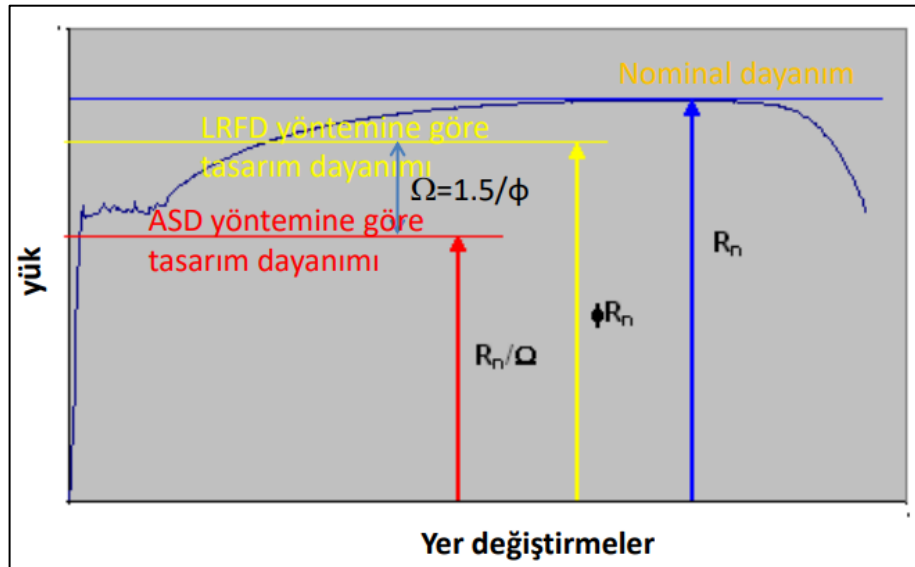 Nominal dayanım
LRFD yöntemine göre
tasarım dayanımı
Ω=1.5/ϕ
ASD yöntemine göre
tasarım dayanımı
yük
Rₙ
ϕRₙ
Rₙ/Ω
Yer değiştirmeler